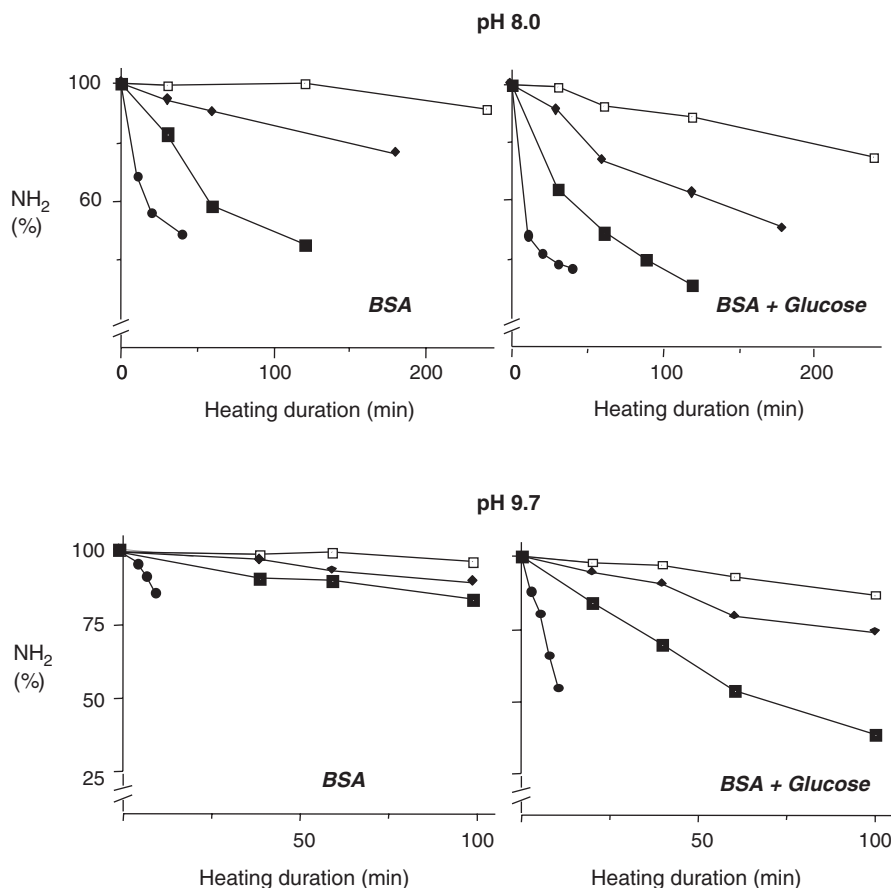 pH 8.0
100
60
NH2
(%)
BSA
0
100
200
Heating duration (min)
BSA + Glucose
0
100
200
Heating duration (min)
pH 9.7
100
75
NH2
(%)
50
25
BSA
50
100
Heating duration (min)
BSA + Glucose
50
100
Heating duration (min)